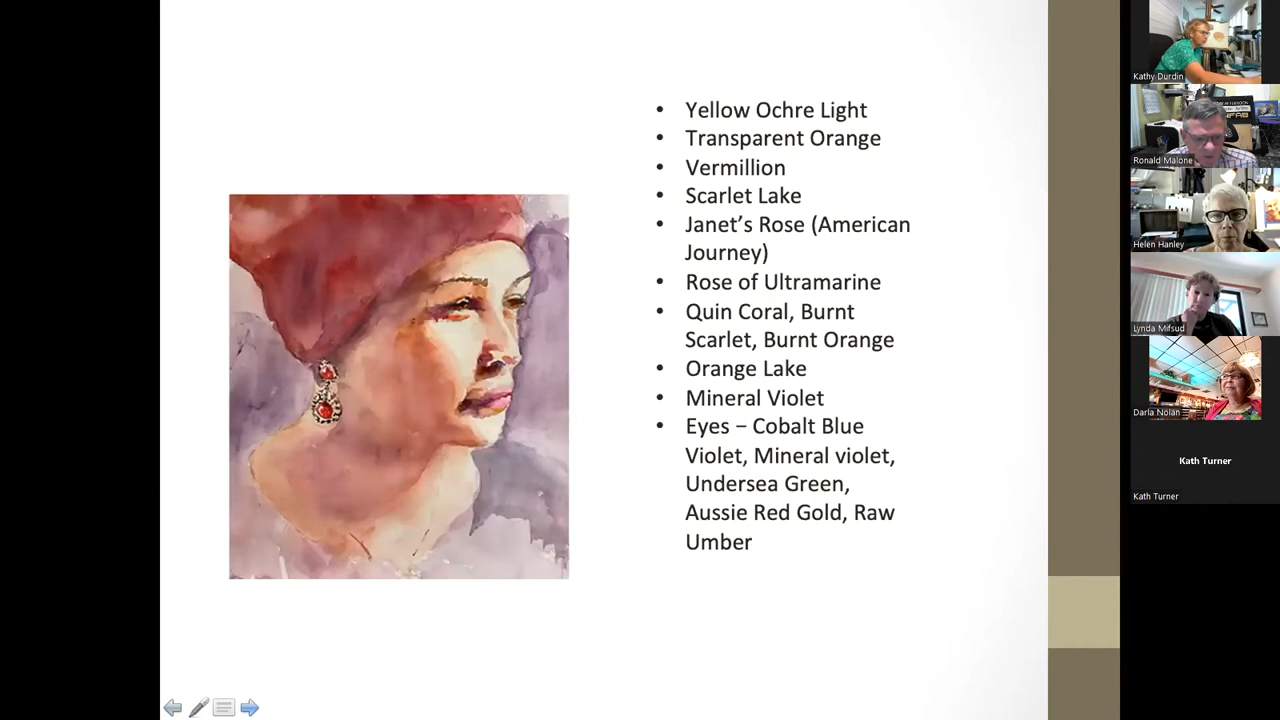 • Yellow Ochre Light
• Transparent Orange
• Vermillion
• Scarlet Lake
• Janet’s Rose (American
Journey)
• Rose of Ultramarine
• Quin Coral, Burnt
Scarlet, Burnt Orange
• Orange Lake
• Mineral Violet
• Eyes – Cobalt Blue
Violet, Mineral violet,
Undersea Green,
Aussie Red Gold, Raw
Umber
Kathy Durdin
Ronald Malone
Helen Hanley
Lynda Mifsud
Darla Nolan
Kath Turner
Kath Turner